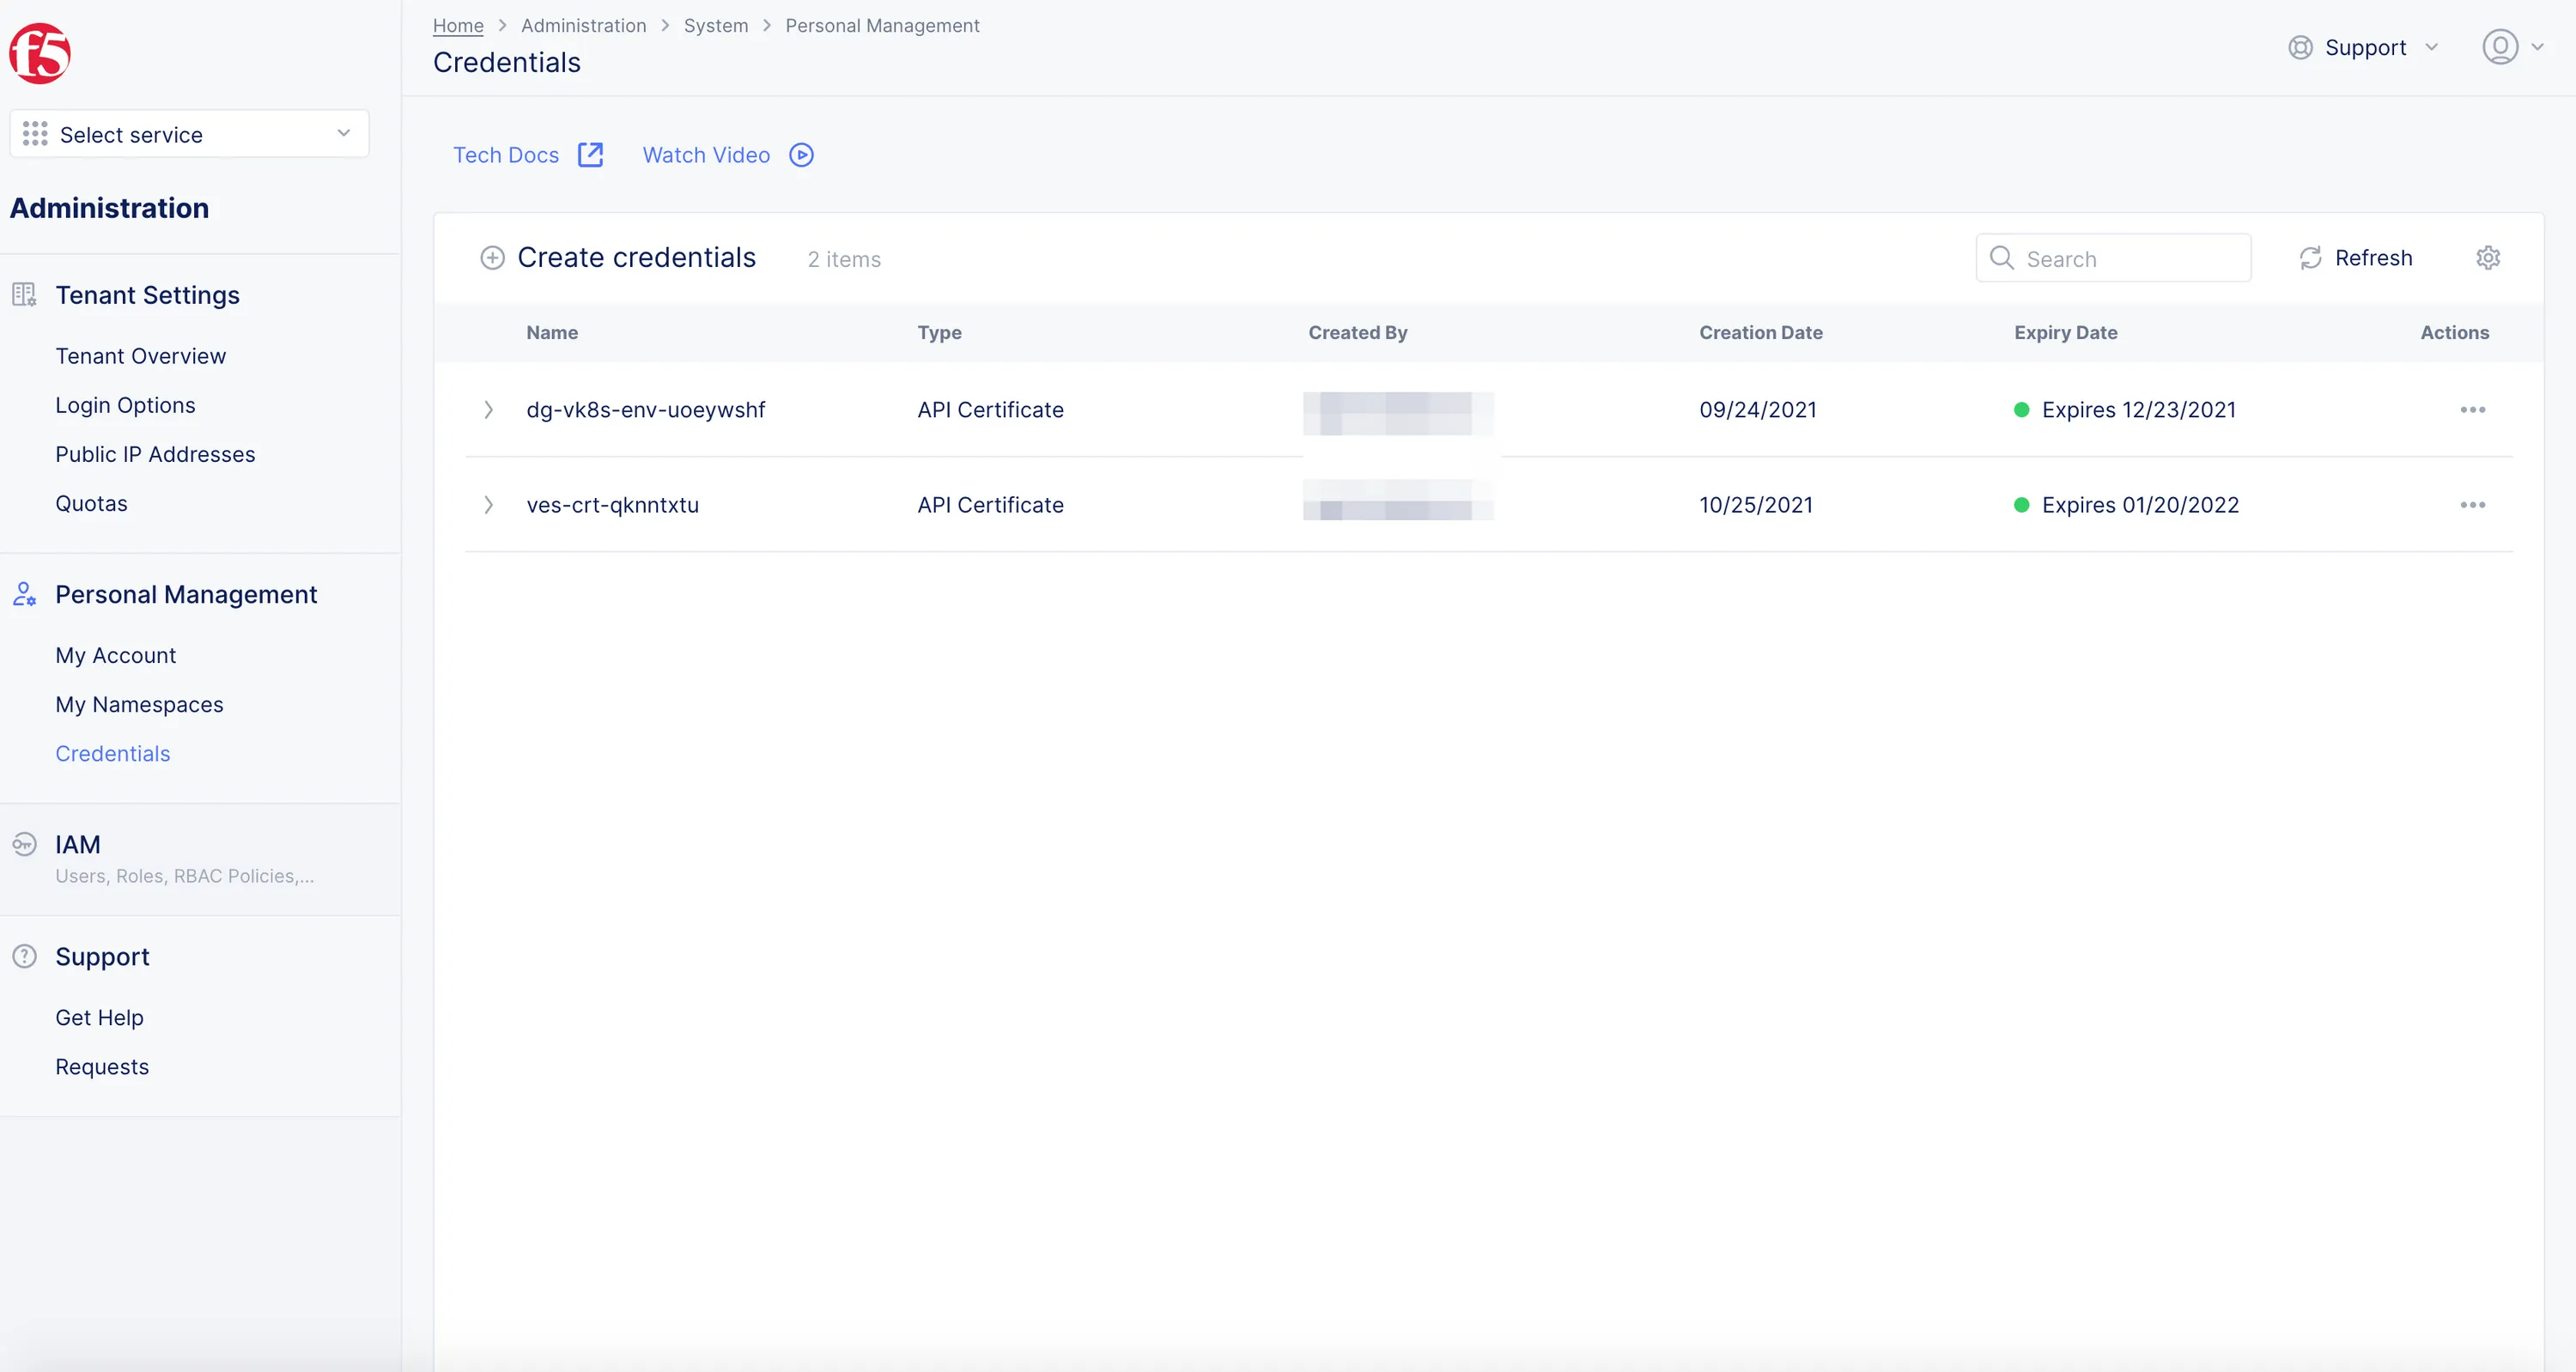 f5
Home > Administration > System > Personal Management
Credentials
Support
Select service
Tech Docs
Watch Video
Administration
Create credentials 2 items
Search
Refresh
Tenant Settings
Tenant Overview
Login Options
Public IP Addresses
Quotas
Personal Management
My Account
My Namespaces
Credentials
IAM
Users, Roles, RBAC Policies,...
Support
Get Help
Requests
Name Type Created By Creation Date Expiry Date Actions
dg-vk8s-env-uoeywshf API Certificate 09/24/2021 Expires 12/23/2021
ves-crt-qknntxtu API Certificate 10/25/2021 Expires 01/20/2022